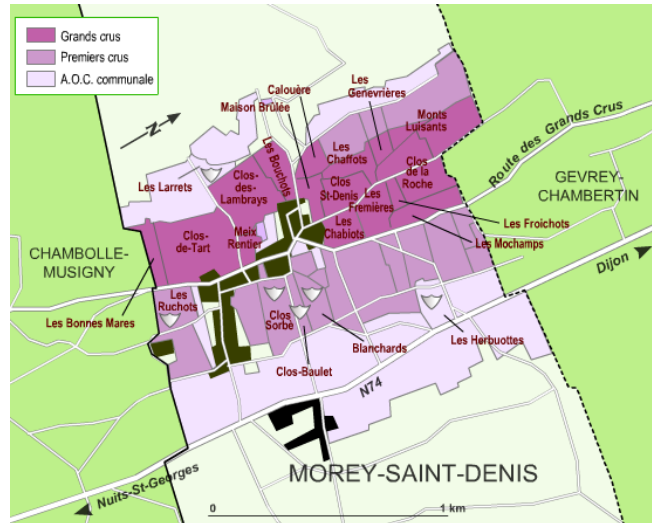 Grands crus
Premiers crus
A.O.C. communale
Calouère
Maison Brûlée
Les
Genevrières
Monts
Luisants
N
Les Bouchots
Les
Chaffots
Route des Grands Crus
Les Larrets
Clos-
des-
Lambrays
Clos
St-Denis
Les
Fremières
Clos
de la
Roche
GEVREY-
CHAMBERTIN
Clos-
de-Tart
Meix
Rentier
Les
Chabiots
Les Froichots
Les Mochamps
CHAMBOLLE-
MUSIGNY
Dijon
Les
Ruchots
Les Bonnes Mares
Clos
Sorbè
Blanchards
Les Herbuottes
Clos-Baulet
N74
Nuits-St-Georges
MOREY-SAINT-DENIS
0
1 km